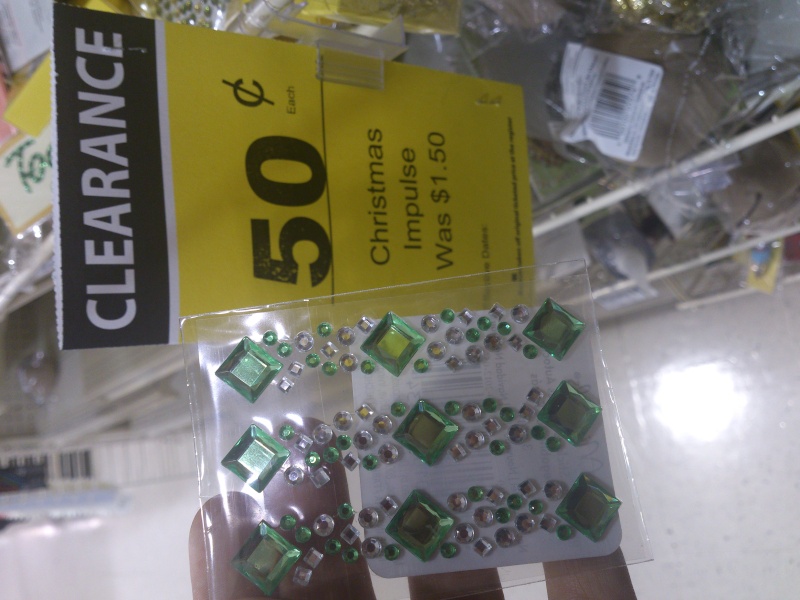 CLEARANCE
50¢
Each
Christmas
Impulse
Was $1.50